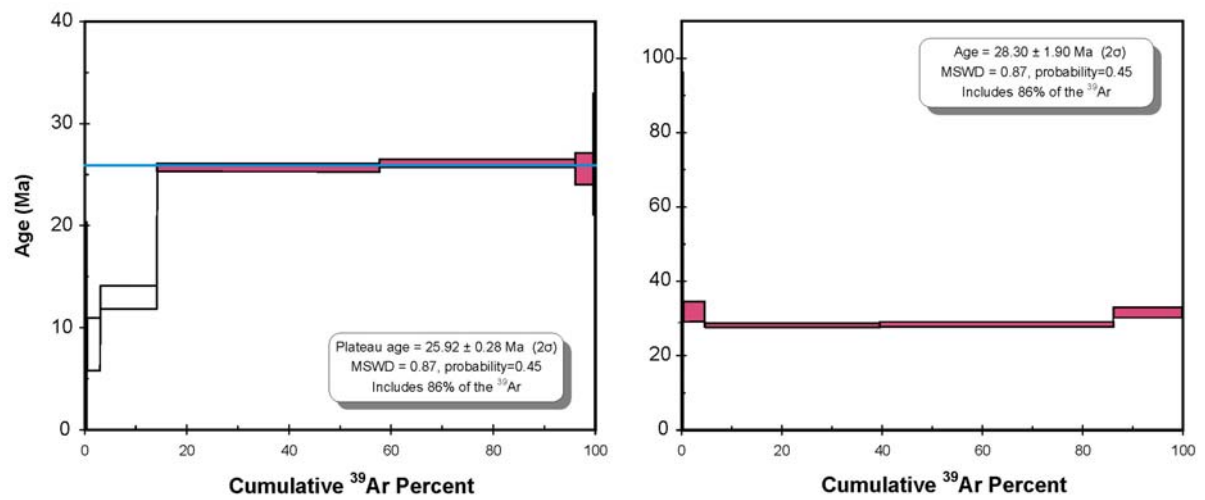 40
30
20
10
0
Age (Ma)
Plateau age = 25.92 ± 0.28 Ma (2σ)
MSWD = 0.87, probability=0.45
Includes 86% of the ³⁹Ar
0 20 40 60 80 100
Cumulative ³⁹Ar Percent
100
80
60
40
20
0
Age = 28.30 ± 1.90 Ma (2σ)
MSWD = 0.87, probability=0.45
Includes 86% of the ³⁹Ar
0 20 40 60 80 100
Cumulative ³⁹Ar Percent